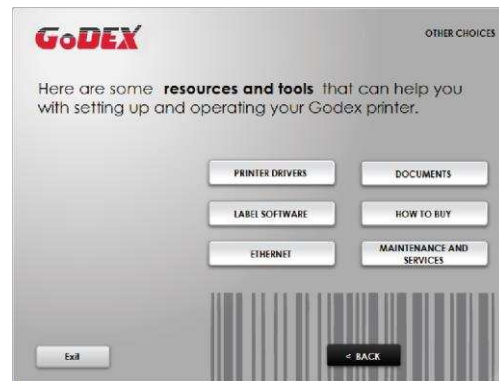 GoDEX
OTHER CHOICES
Here are some resources and tools that can help you
with setting up and operating your Godex printer.
PRINTER DRIVERS
DOCUMENTS
LABEL SOFTWARE
HOW TO BUY
ETHERNET
MAINTENANCE AND
SERVICES
Exit
< BACK